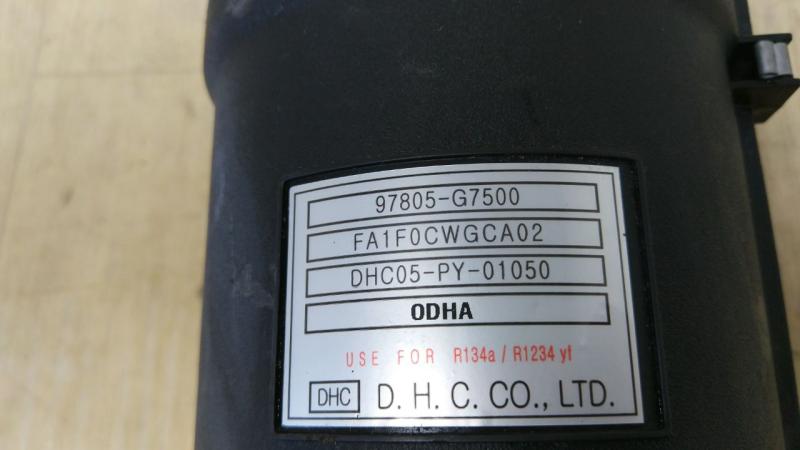 97805-G7500
FA1F0CWGCA02
DHC05-PY-01050
ODHA
USE FOR R134a / R1234 yf
DHC D. H. C. CO., LTD.